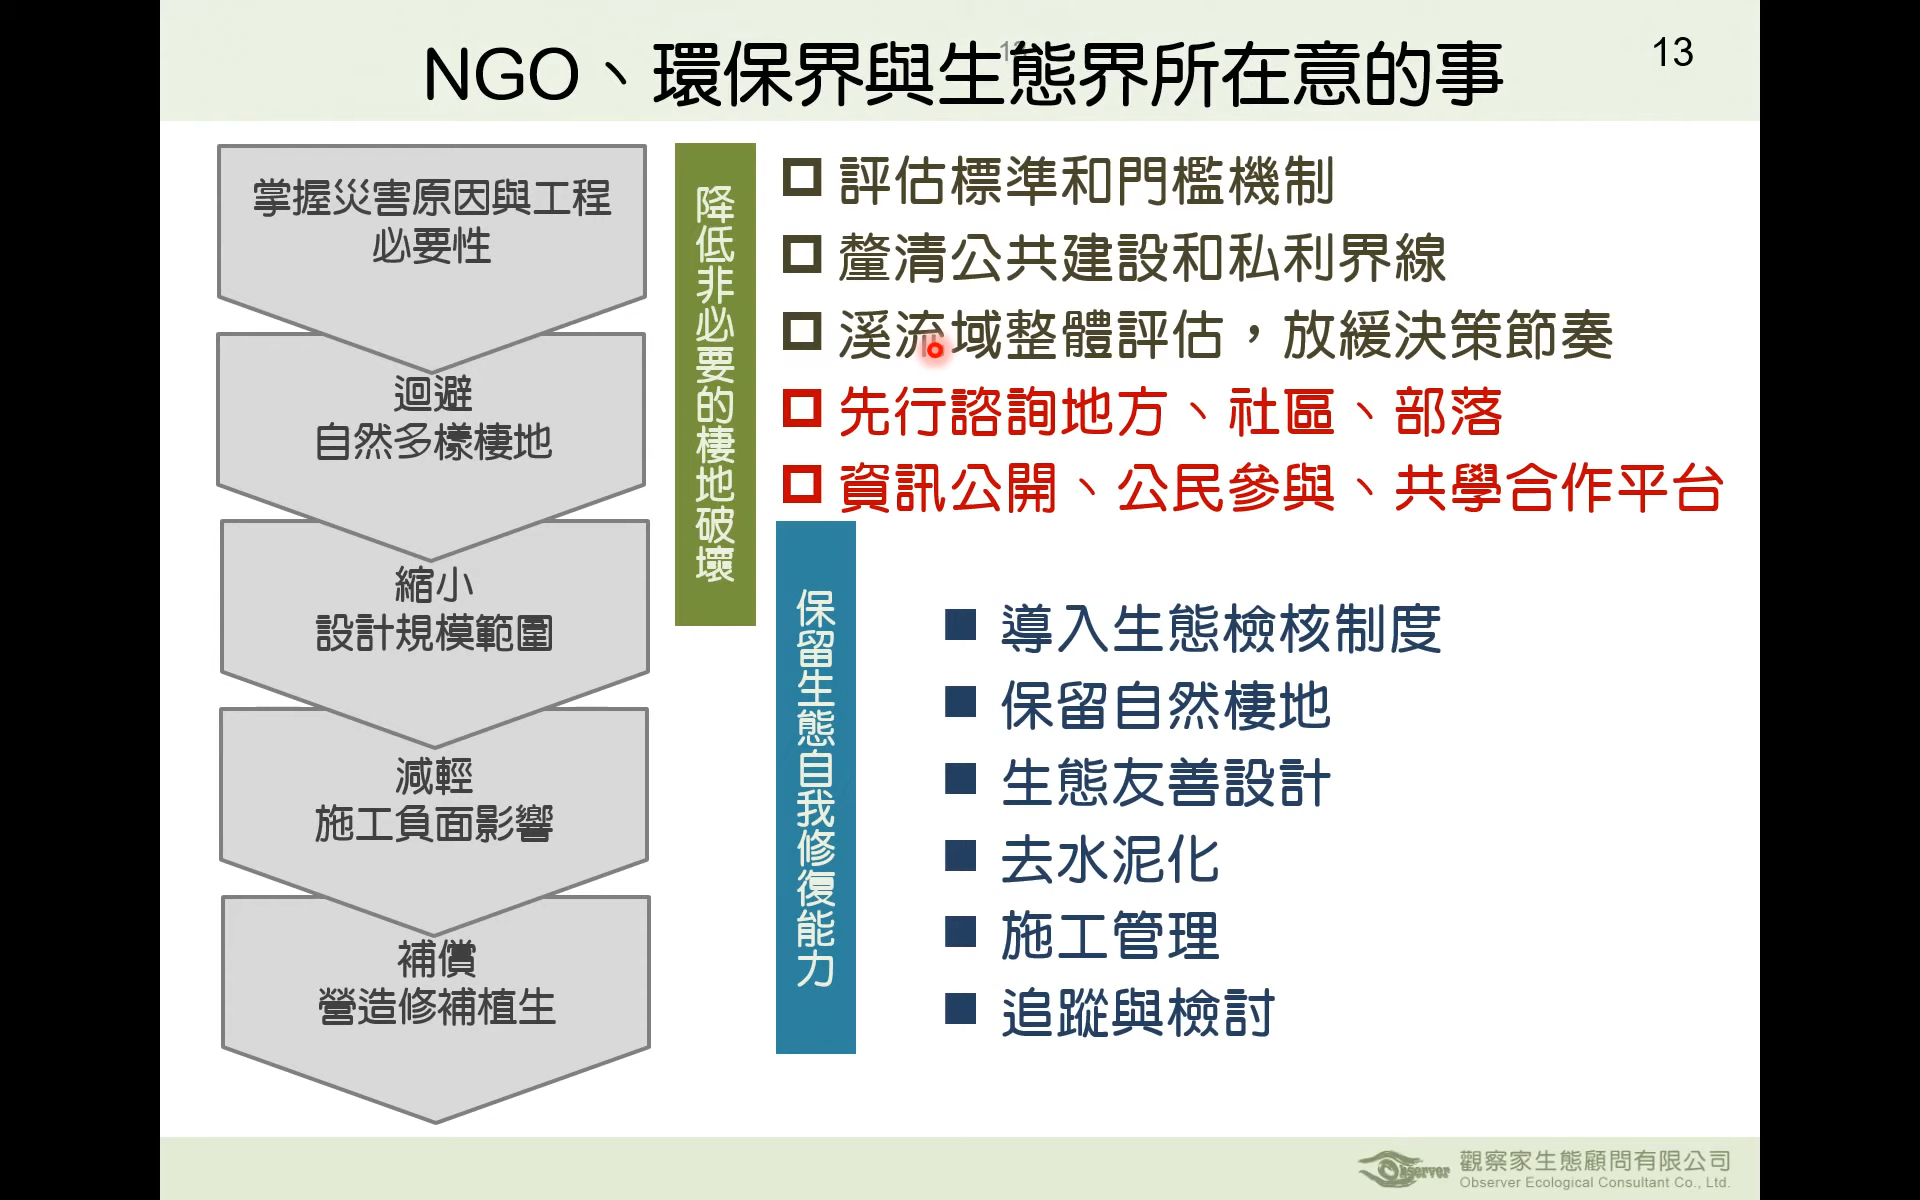 NGO、環保界與生態界所在意的事
13
掌握災害原因與工程
必要性
迴避
自然多樣棲地
縮小
設計規模範圍
減輕
施工負面影響
補償
營造修補植生
降低非必要的棲地破壞
評估標準和門檻機制
釐清公共建設和私利界線
溪流域整體評估，放緩決策節奏
先行諮詢地方、社區、部落
資訊公開、公民參與、共學合作平台
保留生態自我修復能力
導入生態檢核制度
保留自然棲地
生態友善設計
去水泥化
施工管理
追蹤與檢討
Observer
觀察家生態顧問有限公司
Observer Ecological Consultant Co., Ltd.